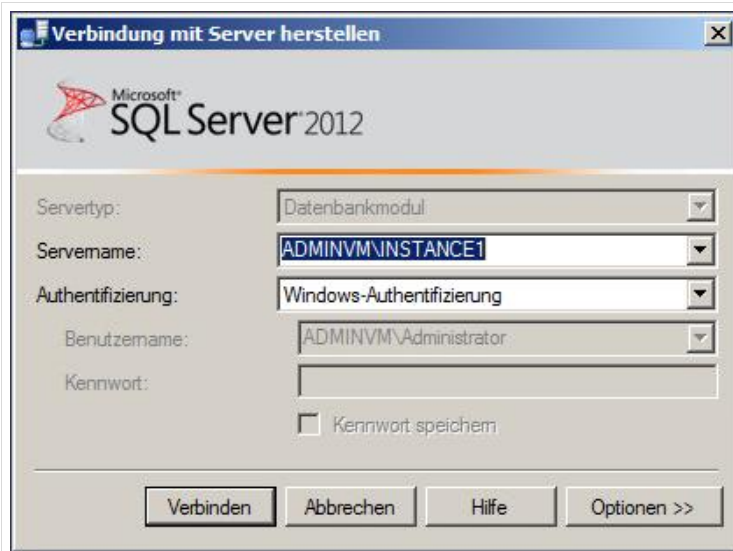 Verbindung mit Server herstellen
Microsoft®
SQL Server® 2012
Servertyp: Datenbankmodul
Servername: ADMINVM\INSTANCE1
Authentifizierung: Windows-Authentifizierung
Benutzername: ADMINVM\Administrator
Kennwort:
Kennwort speichern
Verbinden Abbrechen Hilfe Optionen >>